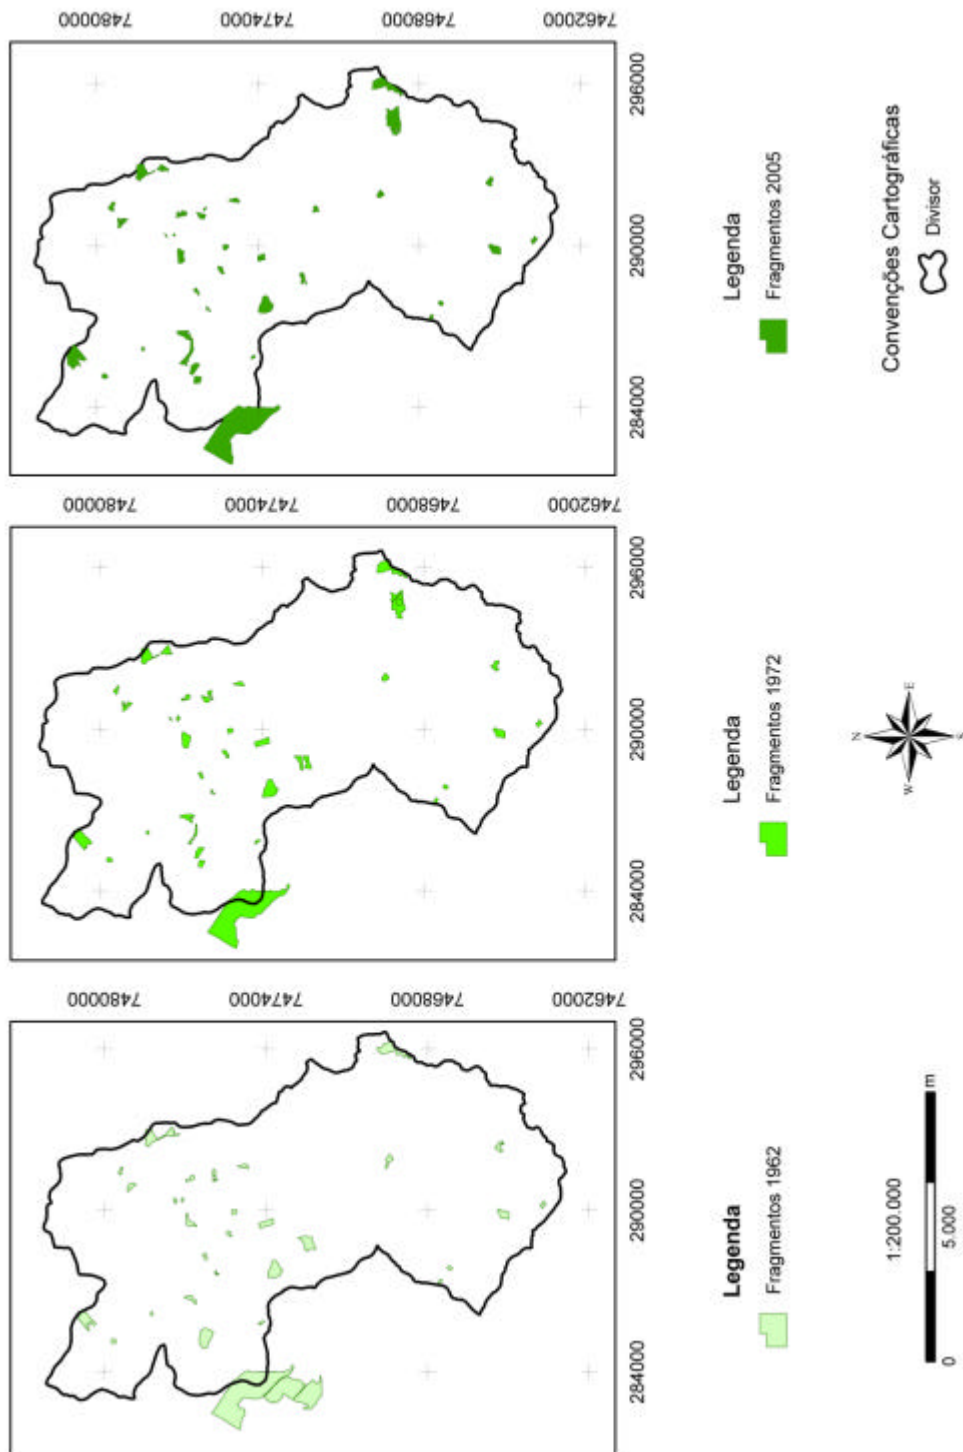 7480000
7474000
7468000
7462000
284000 290000 296000
7480000
7474000
7468000
7462000
284000 290000 296000
7480000
7474000
7468000
7462000
284000 290000 296000
Legenda
Fragmentos 1962
Legenda
Fragmentos 1972
Legenda
Fragmentos 2005
1:200.000
0 5.000 m
N
W E
S
Convenções Cartográficas
Divisor